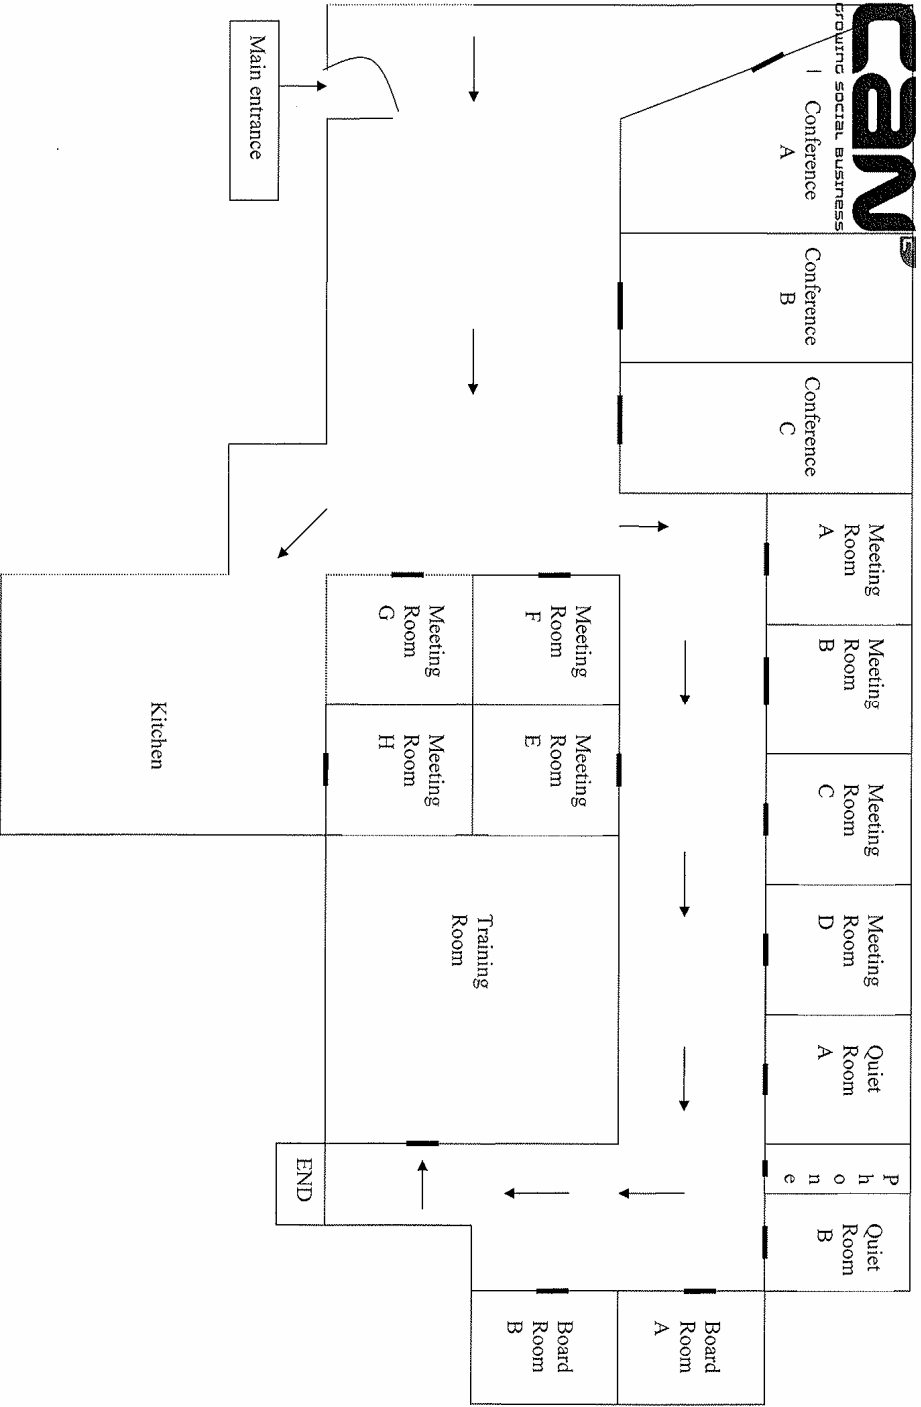 can
GROWING SOCIAL BUSINESS
Conference
A
Conference
B
Conference
C
Meeting
Room
A
Meeting
Room
B
Meeting
Room
C
Meeting
Room
D
Quiet
Room
A
Phone
Quiet
Room
B
Board
Room
A
Board
Room
B
Meeting
Room
F
Meeting
Room
E
Meeting
Room
G
Meeting
Room
H
Training
Room
END
Main entrance
Kitchen